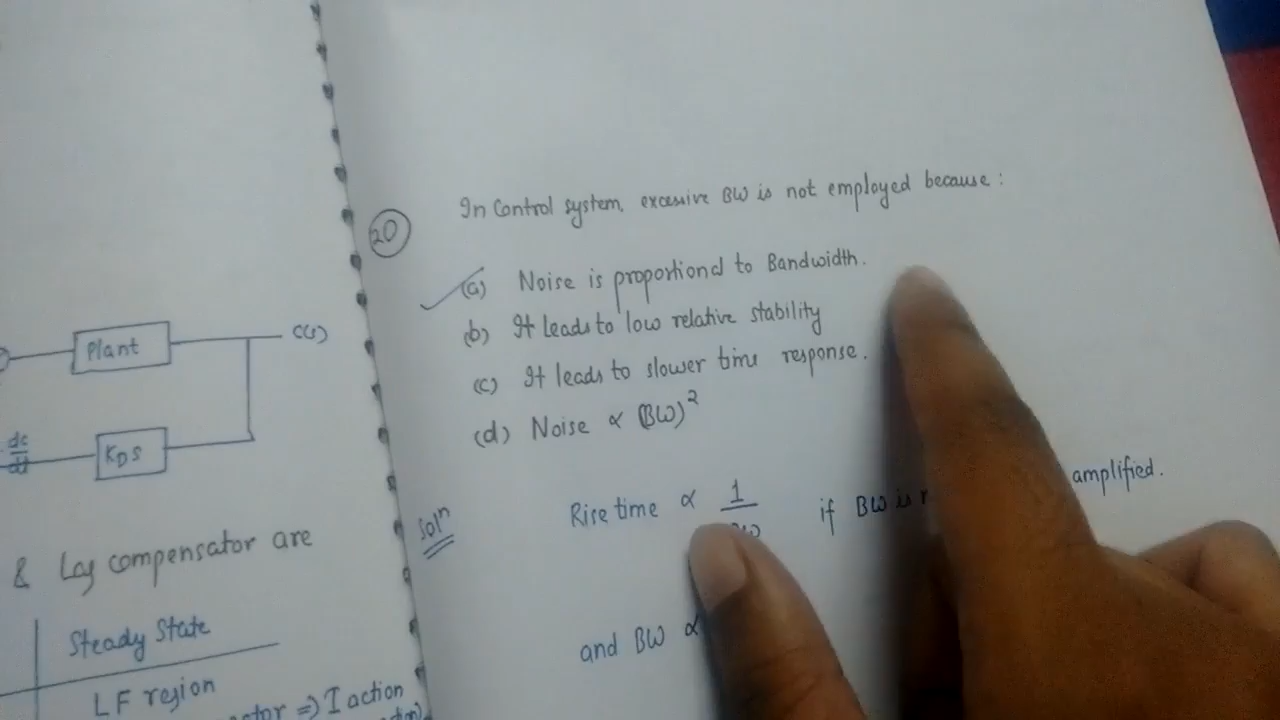 Plant
C(s)
dc
dt
KDS
& Lag compensator are
Steady State
LF region
=) I action
20
In Control system, excessive BW is not employed because :
(a) Noise is proportional to Bandwidth.
(b) It leads to low relative stability
(c) It leads to slower time response.
(d) Noise ∝ (BW)²
Soln
Rise time ∝ 1 if BW is amplified.
and BW ∝